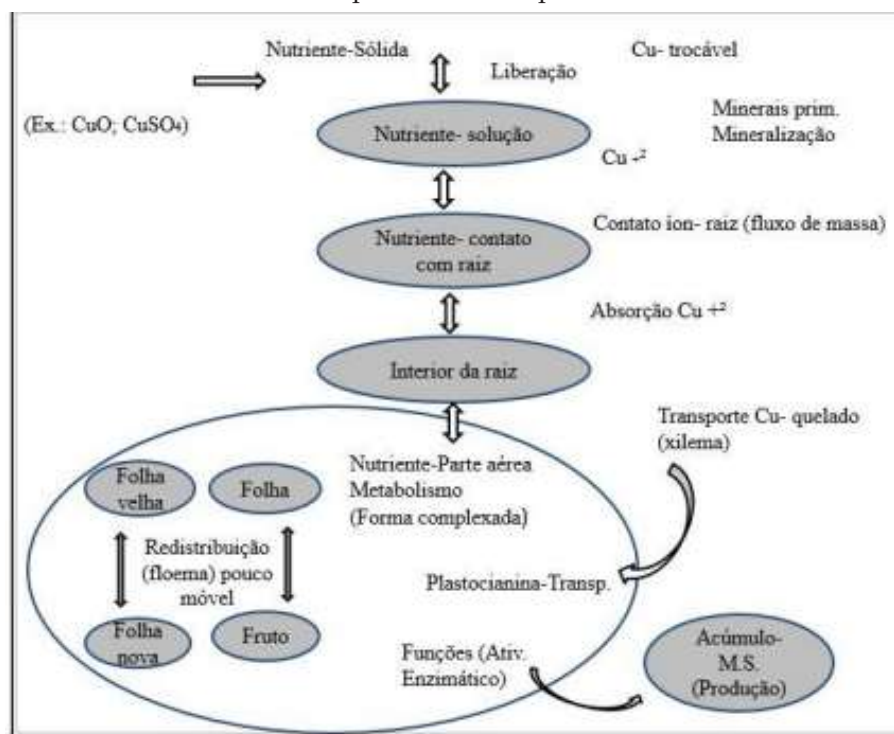 Nutriente-Sólida
Cu- trocável
Liberação
(Ex.: CuO; CuSO₄)
Minerais prim.
Mineralização
Nutriente- solução
Cu +²
Contato ion- raiz (fluxo de massa)
Nutriente- contato
com raiz
Absorção Cu +²
Interior da raiz
Transporte Cu- quelado
(xilema)
Nutriente-Parte aérea
Metabolismo
(Forma complexada)
Folha
velha
Folha
Redistribuição
(floema) pouco
móvel
Plastocianina-Transp.
Folha
nova
Fruto
Funções (Ativ.
Enzimático)
Acúmulo-
M.S.
(Produção)